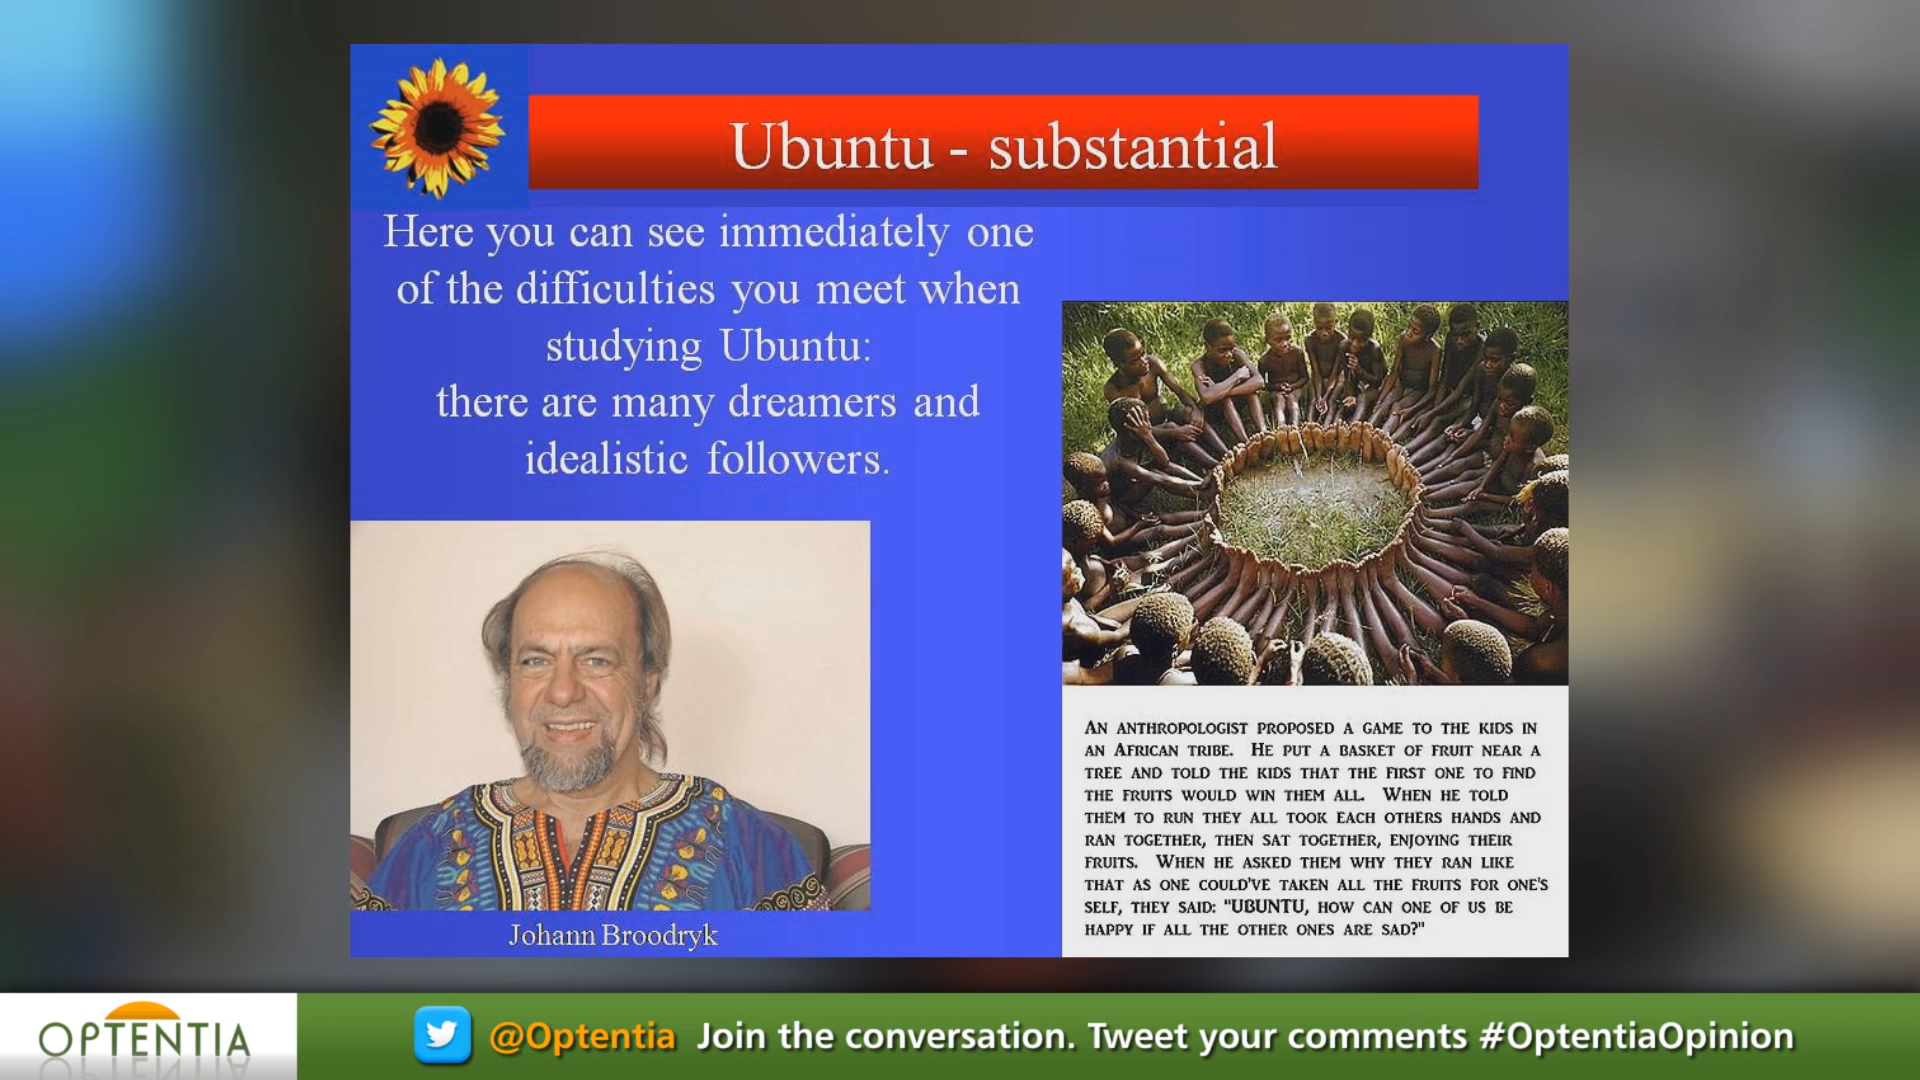 Ubuntu - substantial
Here you can see immediately one
of the difficulties you meet when
studying Ubuntu:
there are many dreamers and
idealistic followers.
Johann Broodryk
AN ANTHROPOLOGIST PROPOSED A GAME TO THE KIDS IN
AN AFRICAN TRIBE. HE PUT A BASKET OF FRUIT NEAR A
TREE AND TOLD THE KIDS THAT THE FIRST ONE TO FIND
THE FRUITS WOULD WIN THEM ALL. WHEN HE TOLD
THEM TO RUN THEY ALL TOOK EACH OTHERS HANDS AND
RAN TOGETHER, THEN SAT TOGETHER, ENJOYING THEIR
FRUITS. WHEN HE ASKED THEM WHY THEY RAN LIKE
THAT AS ONE COULD'VE TAKEN ALL THE FRUITS FOR ONE'S
SELF, THEY SAID: "UBUNTU, HOW CAN ONE OF US BE
HAPPY IF ALL THE OTHER ONES ARE SAD?"
OPTENTIA
@Optentia Join the conversation. Tweet your comments #OptentiaOpinion